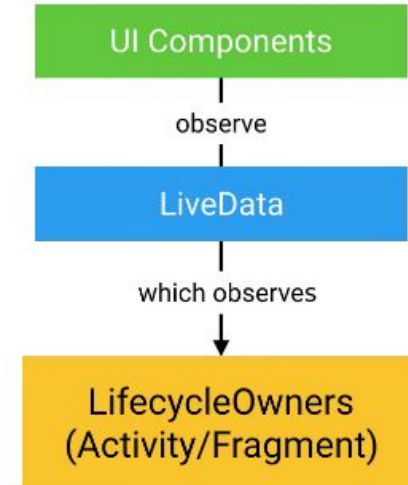 UI Components
observe
LiveData
which observes
LifecycleOwners
(Activity/Fragment)